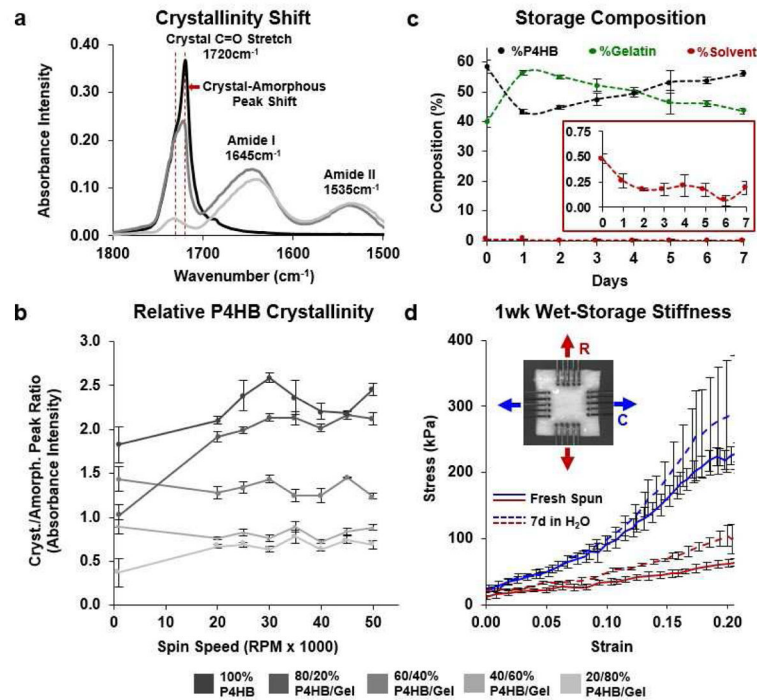 a
Crystallinity Shift
Crystal C=O Stretch
1720cm⁻¹
Crystal-Amorphous
Peak Shift
Amide I
1645cm⁻¹
Amide II
1535cm⁻¹
Absorbance Intensity
0.40
0.30
0.20
0.10
0.00
1800
1700
1600
1500
Wavenumber (cm⁻¹)
c
Storage Composition
%P4HB
%Gelatin
%Solvent
Composition (%)
80
60
40
20
0
0.75
0.50
0.25
0.00
0 1 2 3 4 5 6 7
0 1 2 3 4 5 6 7
Days
b
Relative P4HB Crystallinity
Cryst./Amorph. Peak Ratio
(Absorbance Intensity)
3.0
2.5
2.0
1.5
1.0
0.5
0.0
0 10 20 30 40 50
Spin Speed (RPM x 1000)
d
1wk Wet-Storage Stiffness
R
C
Fresh Spun
7d in H₂O
Stress (kPa)
400
300
200
100
0
0.00 0.05 0.10 0.15 0.20
Strain
100% 80/20% 60/40% 40/60% 20/80%
P4HB P4HB/Gel P4HB/Gel P4HB/Gel P4HB/Gel